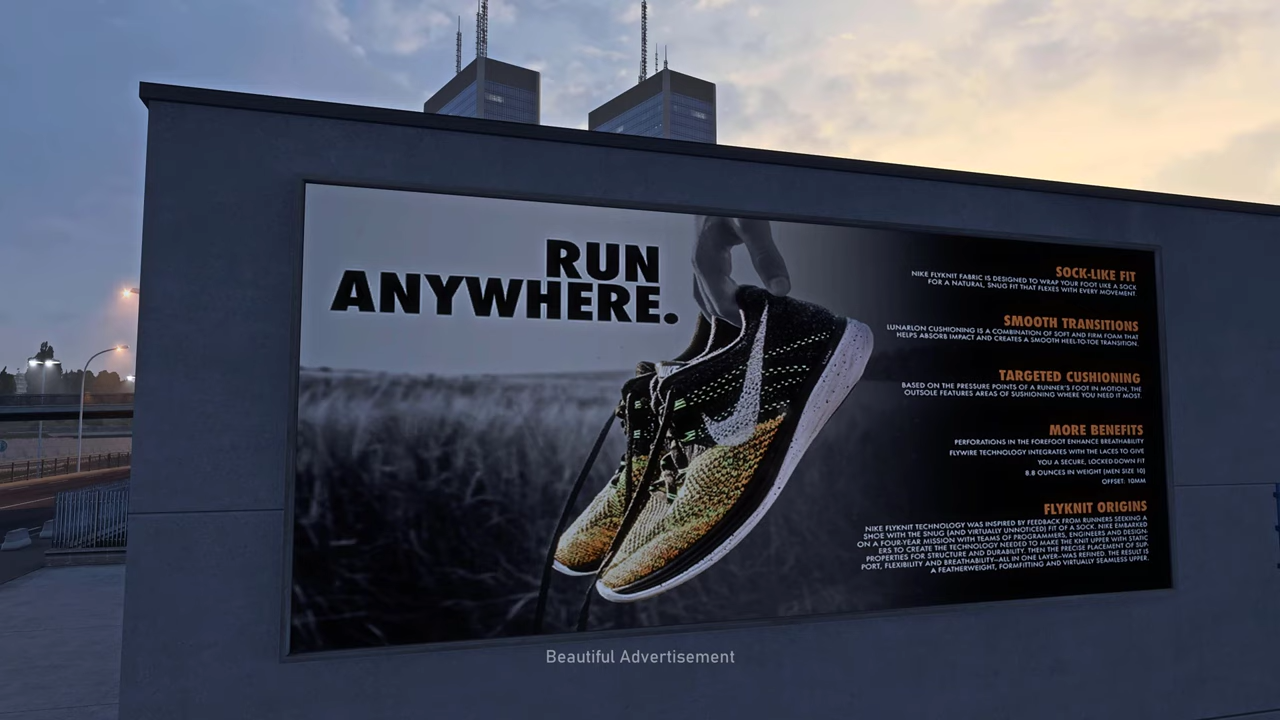 RUN
ANYWHERE.
SOCK-LIKE FIT
NIKE FLYKNIT FABRIC IS DESIGNED TO WRAP YOUR FOOT LIKE A SOCK
FOR A NATURAL, SNUG FIT THAT FLEXES WITH EVERY MOVEMENT.
SMOOTH TRANSITIONS
LUNARLON CUSHIONING IS A COMBINATION OF SOFT AND FIRM FOAM THAT
HELPS ABSORB IMPACT AND CREATES A SMOOTH HEEL-TO-TOE TRANSITION.
TARGETED CUSHIONING
BASED ON THE PRESSURE POINTS OF A RUNNER'S FOOT IN MOTION, THE
OUTSOLE FEATURES AREAS OF SUSHIONING WHERE YOU NEED IT MOST.
MORE BENEFITS
PERFORATIONS IN THE FOREFOOT ENHANCE BREATHABILITY
FLYWIRE TECHNOLOGY INTEGRATES WITH THE LACES TO GIVE
YOU A SECURE, LOCKED-DOWN FIT
8.8 OUNCES IN WEIGHT (MEN SIZE 10)
OFFSET: 10MM
FLYKNIT ORIGINS
NIKE FLYKNIT TECHNOLOGY WAS INSPIRED BY FEEDBACK FROM RUNNERS SEEKING A
SHOE WITH THE SNUG (AND VIRTUALLY UNNOTICED) FIT OF A SOCK. NIKE EMBARKED
ON A FOUR-YEAR MISSION WITH TEAMS OF PROGRAMMERS, ENGINEERS AND DESIGN-
ERS TO CREATE THE TECHNOLOGY NEEDED TO MAKE THE KNIT UPPER WITH STATIC
PROPERTIES FOR STRUCTURE AND DURABILITY. THEN THE PRECISE PLACEMENT OF SUP-
PORT, FLEXIBILITY AND BREATHABILITY–ALL IN ONE LAYER–WAS REFINED. THE RESULT IS
A FEATHERWEIGHT, FORMFITTING AND VIRTUALLY SEAMLESS UPPER.
Beautiful Advertisement